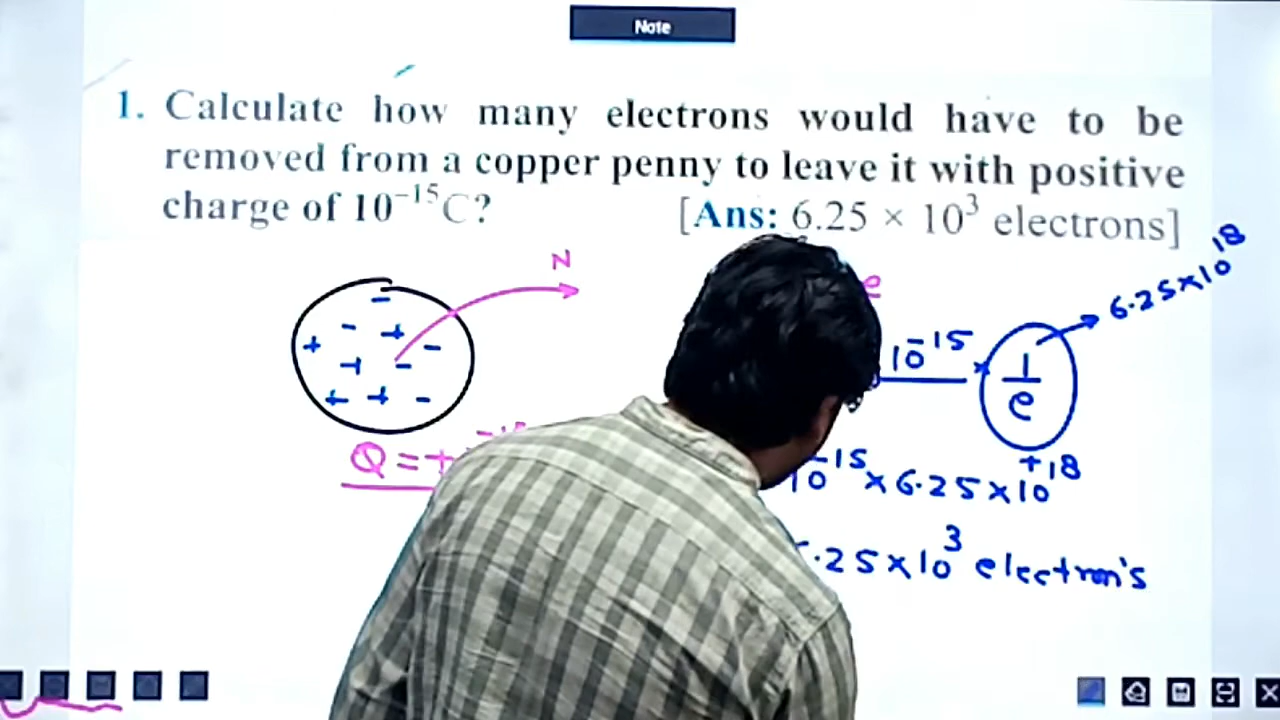 Note
1. Calculate how many electrons would have to be
removed from a copper penny to leave it with positive
charge of 10⁻¹⁵C?
[Ans: 6.25 × 10³ electrons]
N
e
6.25×10¹⁸
10⁻¹⁵ × 1/e
Q = +
10⁻¹⁵ × 6.25×10⁺¹⁸
.25×10³ electron's